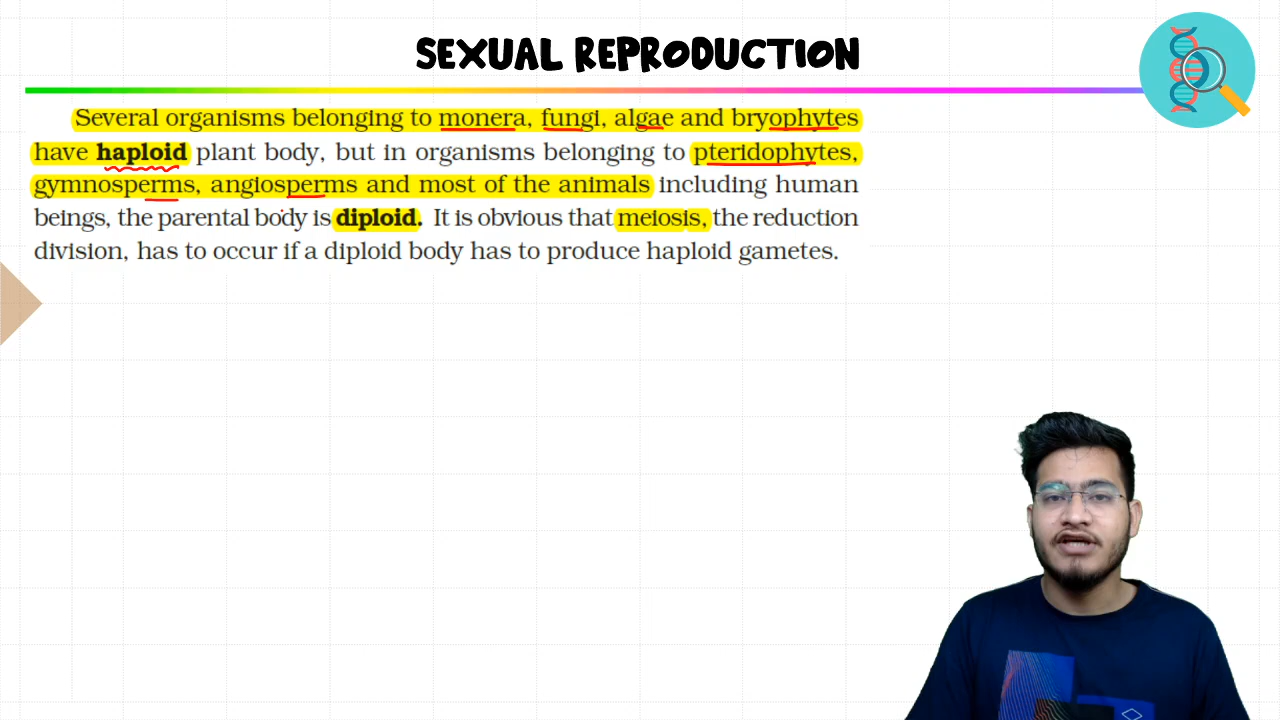 SEXUAL REPRODUCTION
Several organisms belonging to monera, fungi, algae and bryophytes
have haploid plant body, but in organisms belonging to pteridophytes,
gymnosperms, angiosperms and most of the animals including human
beings, the parental body is diploid. It is obvious that meiosis, the reduction
division, has to occur if a diploid body has to produce haploid gametes.